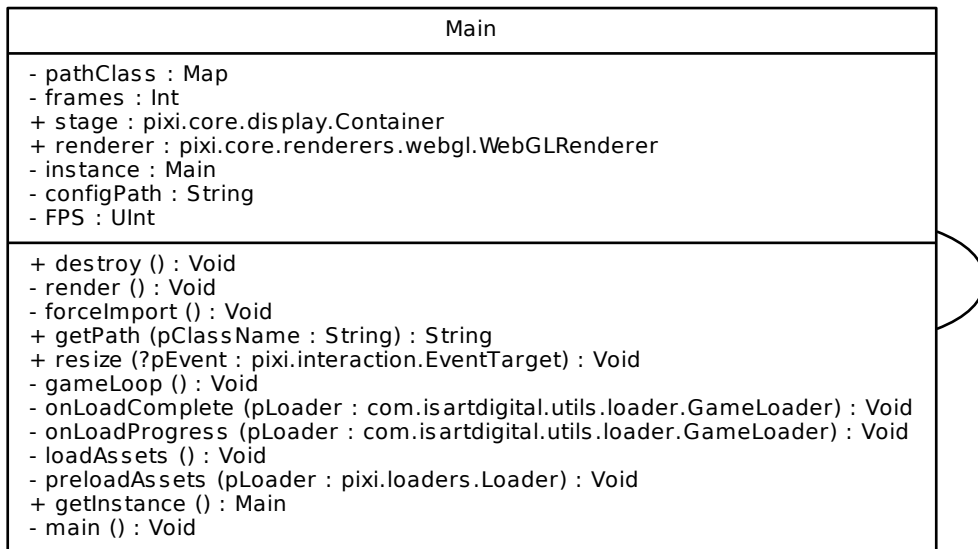 Main
- pathClass : Map
- frames : Int
+ stage : pixi.core.display.Container
+ renderer : pixi.core.renderers.webgl.WebGLRenderer
- instance : Main
- configPath : String
- FPS : UInt
+ destroy () : Void
- render () : Void
- forceImport () : Void
+ getPath (pClassName : String) : String
+ resize (?pEvent : pixi.interaction.EventTarget) : Void
- gameLoop () : Void
- onLoadComplete (pLoader : com.isartdigital.utils.loader.GameLoader) : Void
- onLoadProgress (pLoader : com.isartdigital.utils.loader.GameLoader) : Void
- loadAssets () : Void
- preloadAssets (pLoader : pixi.loaders.Loader) : Void
+ getInstance () : Main
- main () : Void